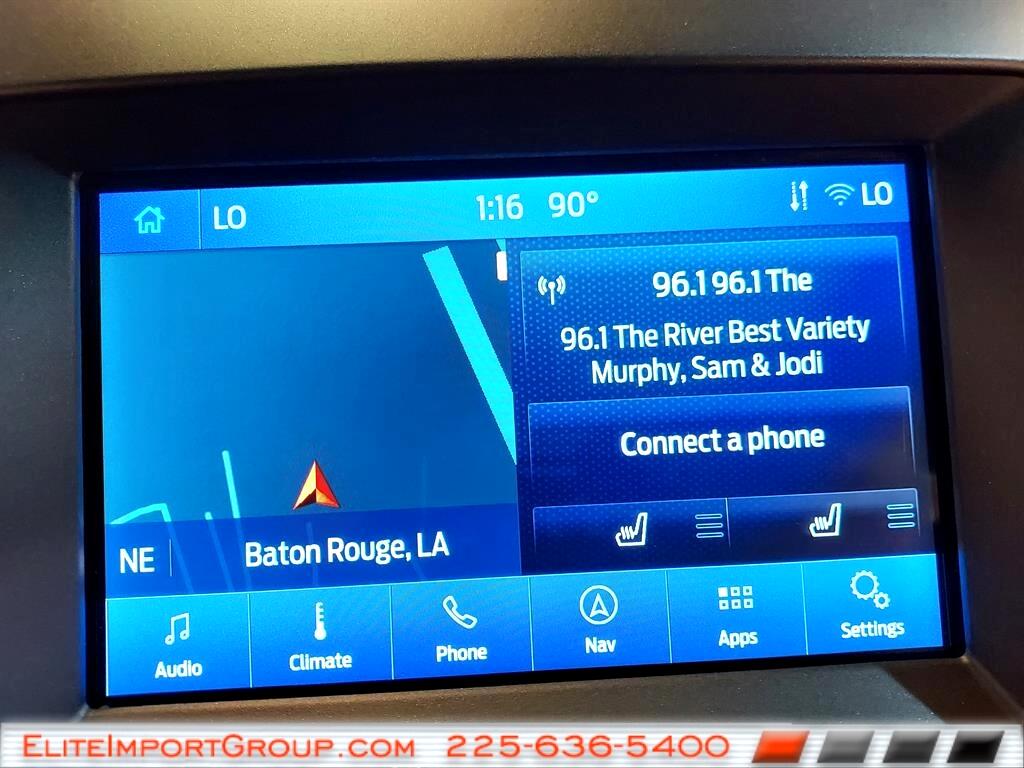 LO 1:16 90° LO
96.1 96.1 The
96.1 The River Best Variety
Murphy, Sam & Jodi
Connect a phone
NE Baton Rouge, LA
Audio Climate Phone Nav Apps Settings
EliteImportGroup.com 225-636-5400